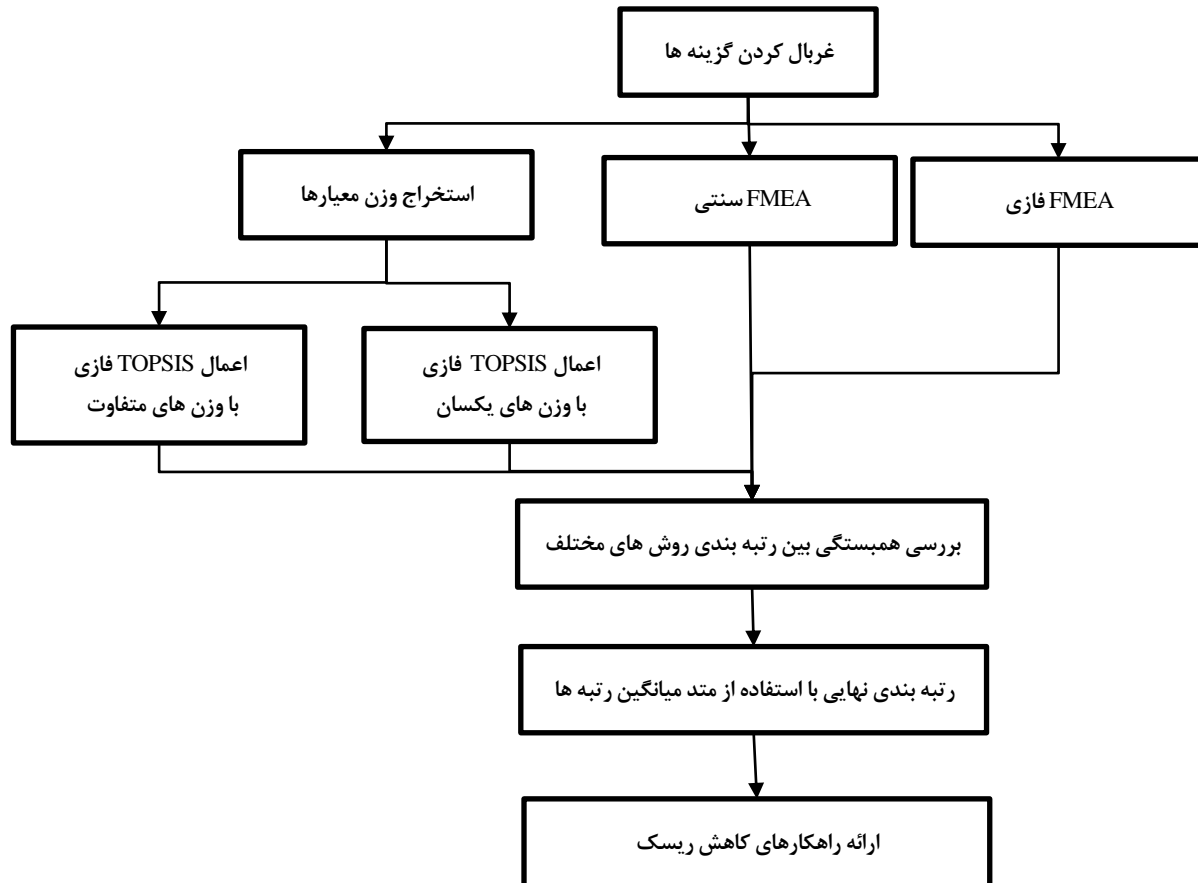 غربال کردن گزینه ها
استخراج وزن معیارها
FMEA سنتی
FMEA فازی
اعمال TOPSIS فازی
با وزن های متفاوت
اعمال TOPSIS فازی
با وزن های یکسان
بررسی همبستگی بین رتبه بندی روش های مختلف
رتبه بندی نهایی با استفاده از متد میانگین رتبه ها
ارائه راهکارهای کاهش ریسک